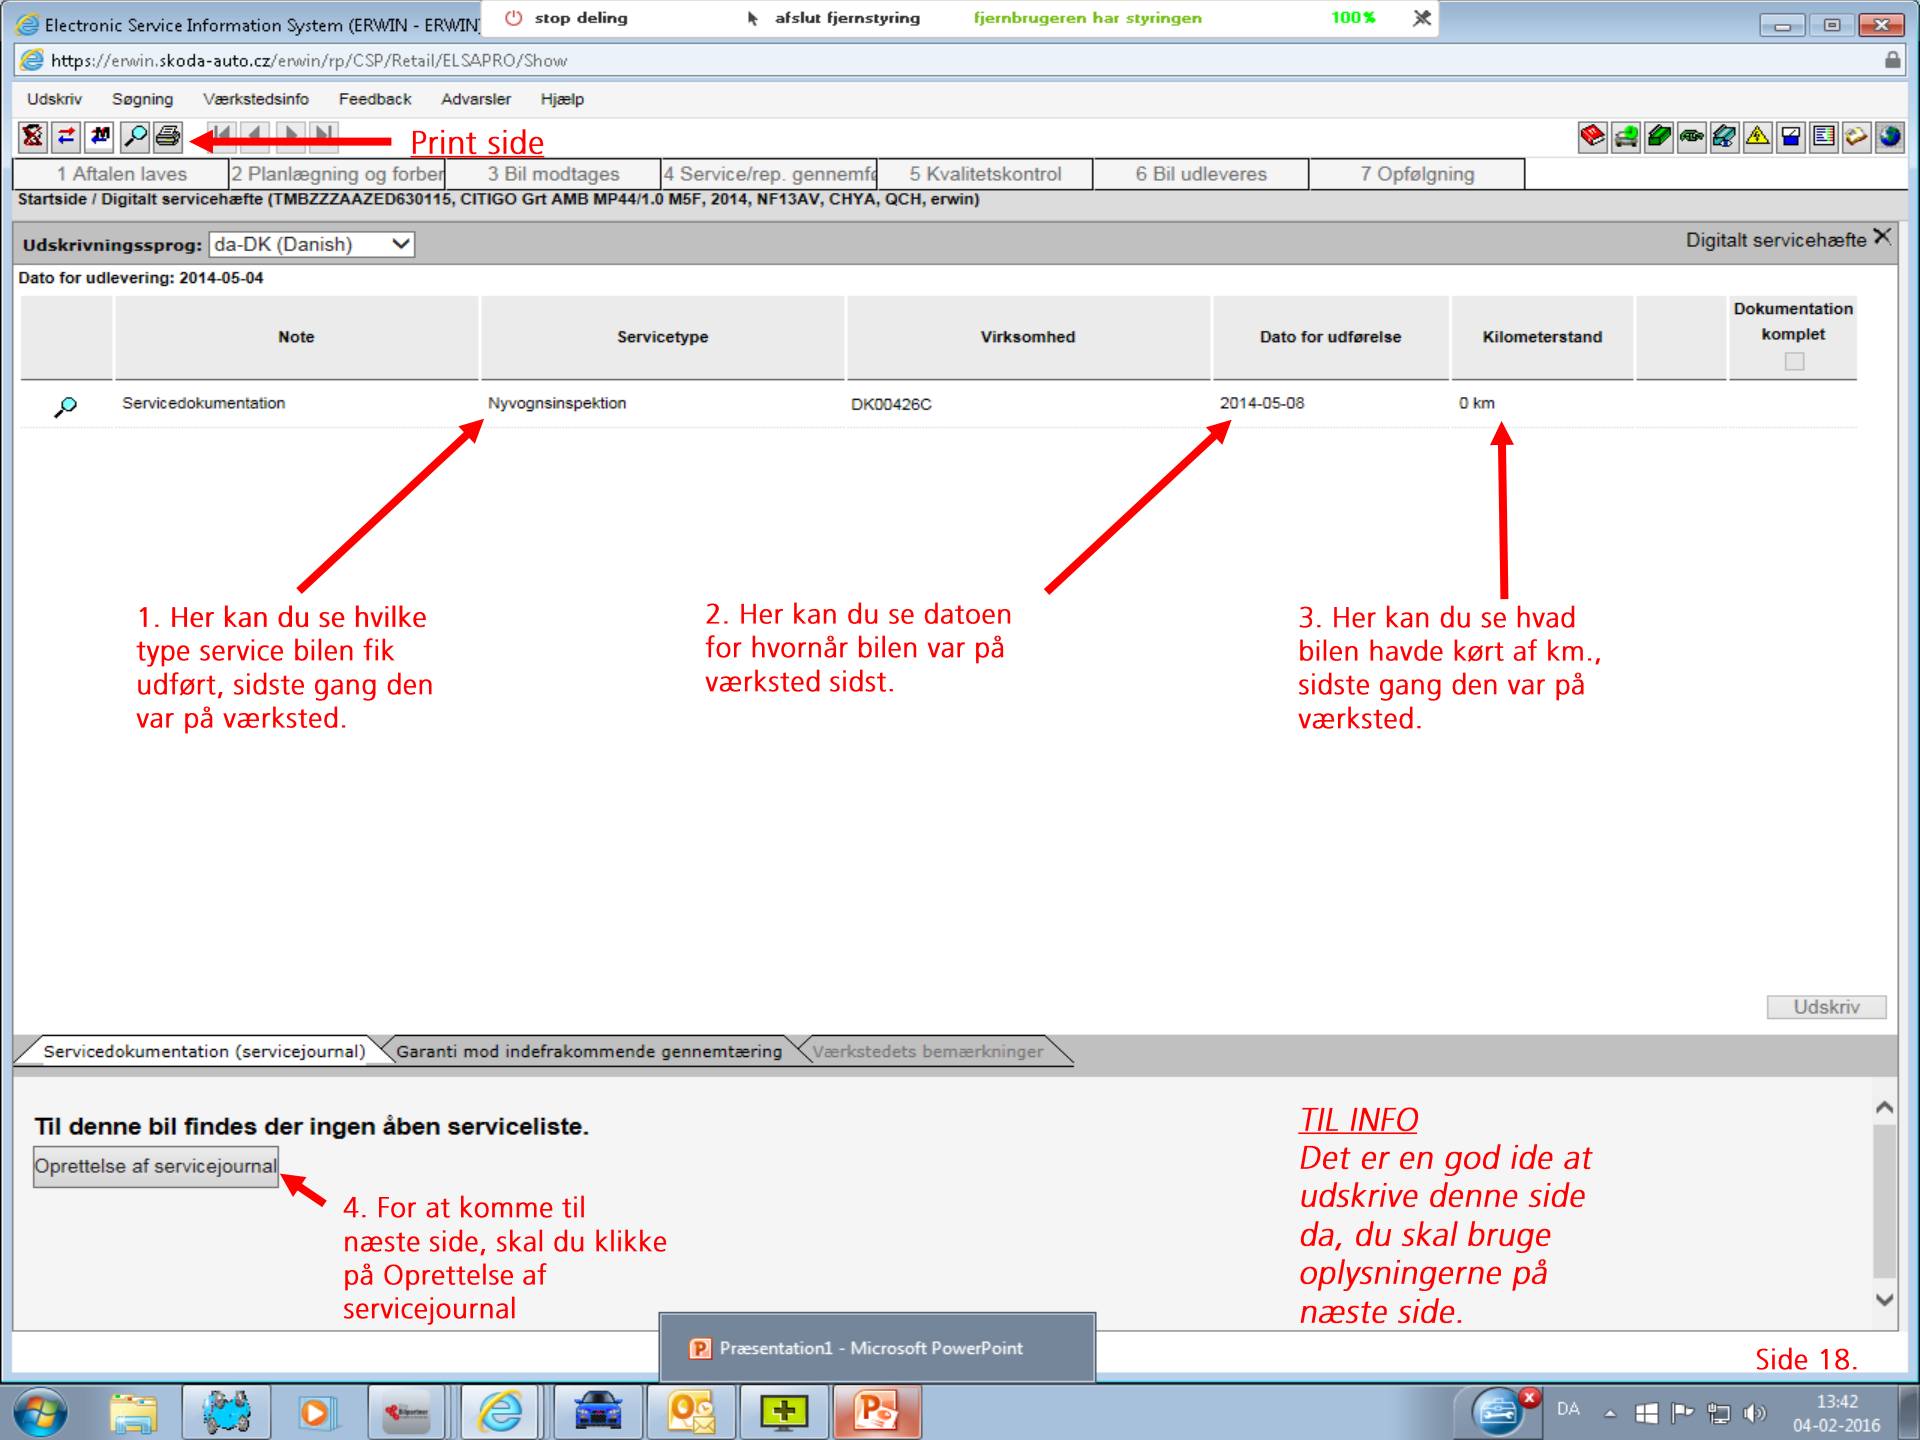 Electronic Service Information System (ERWIN - ERWIN
stop deling
afslut fjernstyring
fjernbrugeren har styringen
100%
https://erwin.skoda-auto.cz/erwin/rp/CSP/Retail/ELSAPRO/Show
Udskriv Søgning Værkstedsinfo Feedback Advarsler Hjælp
Print side
1 Aftalen laves
2 Planlægning og forber
3 Bil modtages
4 Service/rep. gennemfø
5 Kvalitetskontrol
6 Bil udleveres
7 Opfølgning
Startside / Digitalt servicehæfte (TMBZZZAAZED630115, CITIGO Grt AMB MP44/1.0 M5F, 2014, NF13AV, CHYA, QCH, erwin)
Udskrivningssprog: da-DK (Danish)
Digitalt servicehæfte
Dato for udlevering: 2014-05-04
Note
Servicetype
Virksomhed
Dato for udførelse
Kilometerstand
Dokumentation
komplet
Servicedokumentation
Nyvognsinspektion
DK00426C
2014-05-08
0 km
1. Her kan du se hvilke
type service bilen fik
udført, sidste gang den
var på værksted.
2. Her kan du se datoen
for hvornår bilen var på
værksted sidst.
3. Her kan du se hvad
bilen havde kørt af km.,
sidste gang den var på
værksted.
Udskriv
Servicedokumentation (servicejournal)
Garanti mod indefrakommende gennemtæring
Værkstedets bemærkninger
Til denne bil findes der ingen åben serviceliste.
Oprettelse af servicejournal
4. For at komme til
næste side, skal du klikke
på Oprettelse af
servicejournal
TIL INFO
Det er en god ide at
udskrive denne side
da, du skal bruge
oplysningerne på
næste side.
Præsentation1 - Microsoft PowerPoint
Side 18.
DA
13:42
04-02-2016